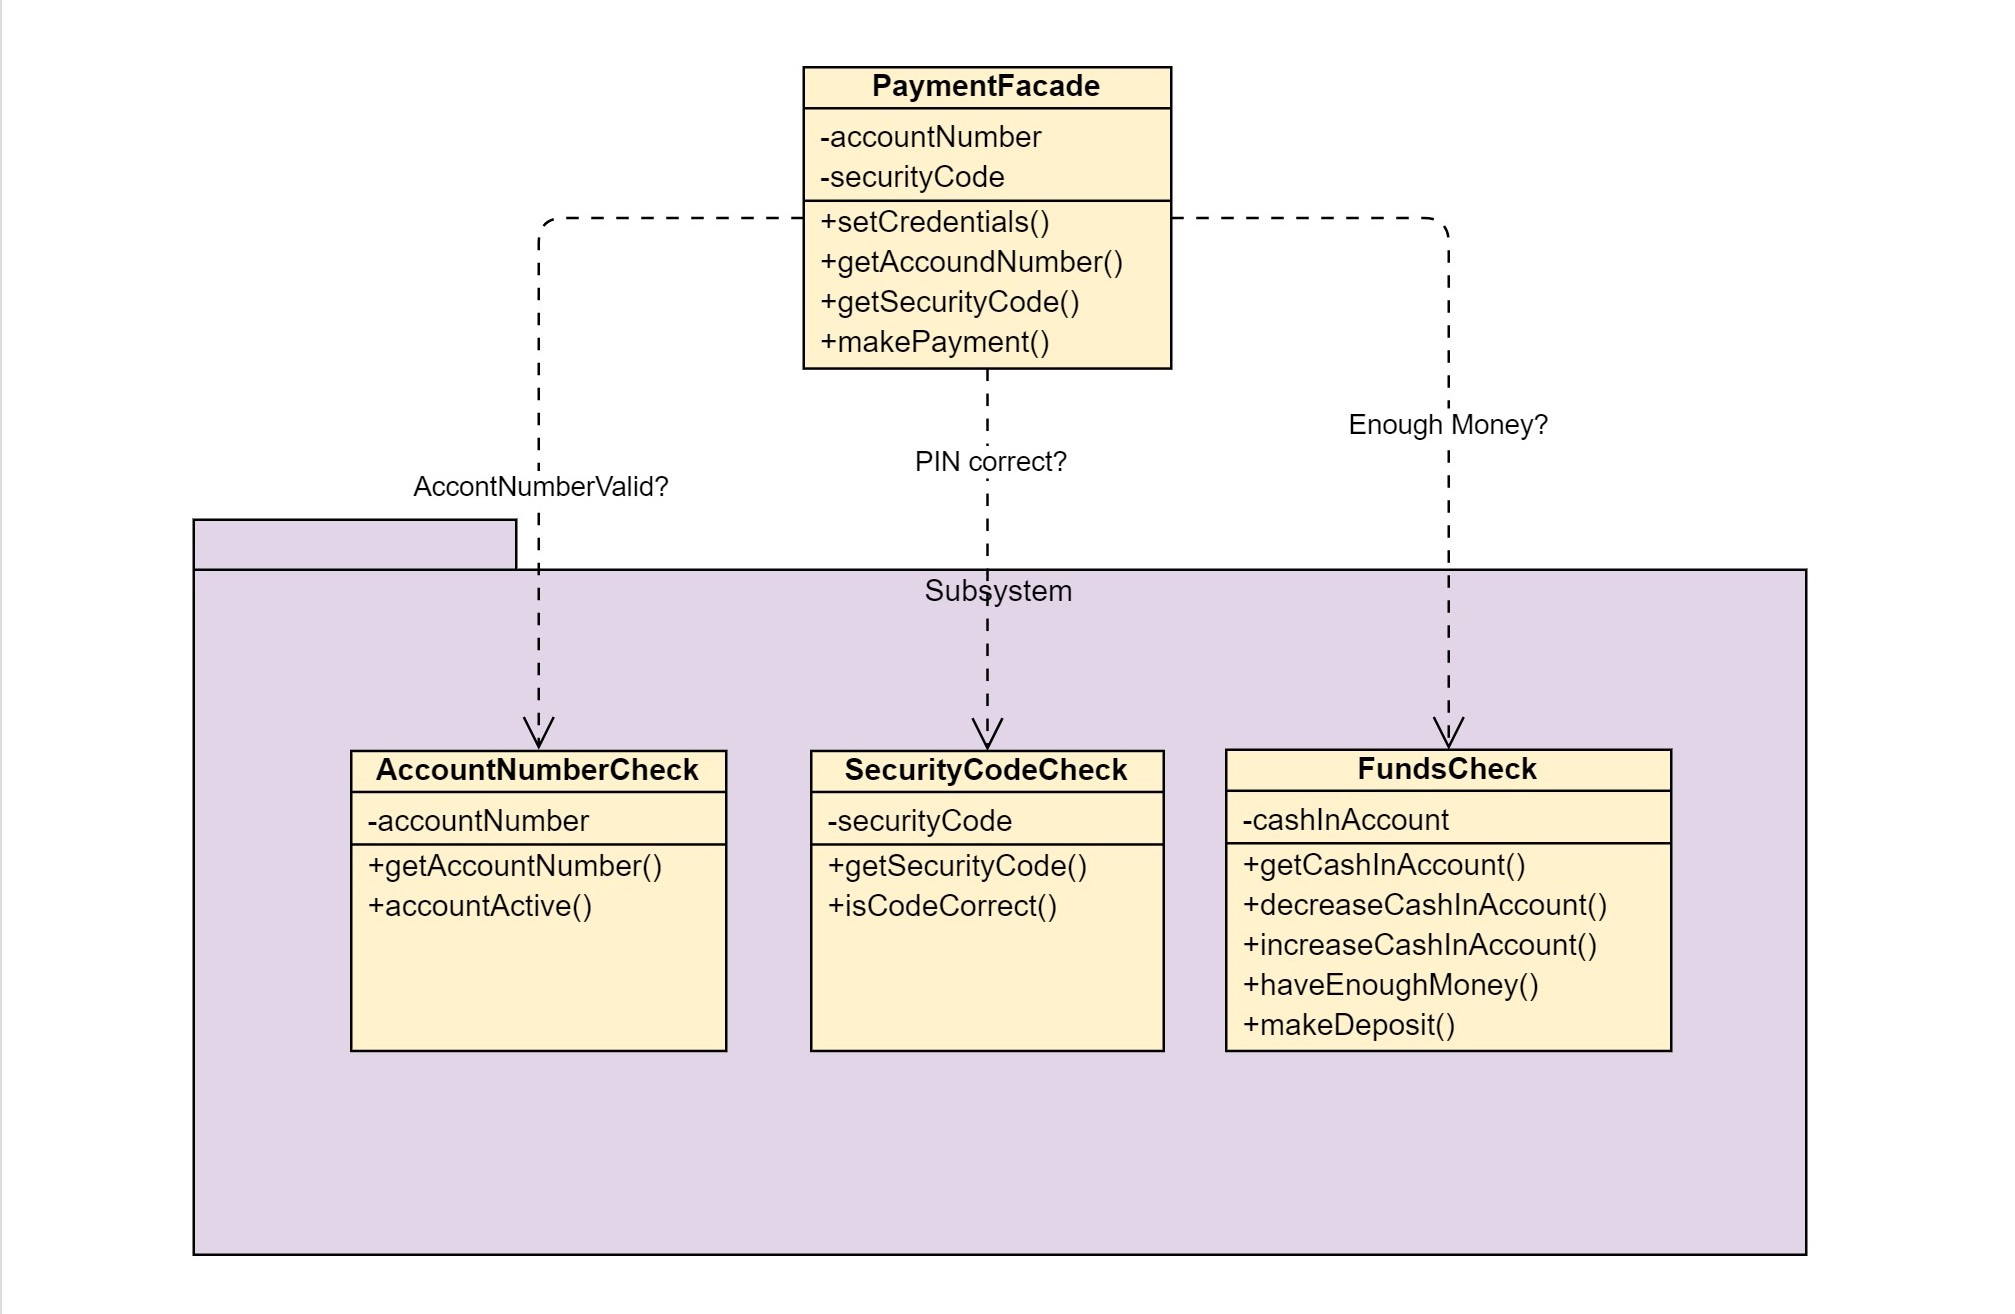 PaymentFacade
-accountNumber
-securityCode
+setCredentials()
+getAccoundNumber()
+getSecurityCode()
+makePayment()
Enough Money?
PIN correct?
AccontNumberValid?
Subsystem
AccountNumberCheck
-accountNumber
+getAccountNumber()
+accountActive()
SecurityCodeCheck
-securityCode
+getSecurityCode()
+isCodeCorrect()
FundsCheck
-cashInAccount
+getCashInAccount()
+decreaseCashInAccount()
+increaseCashInAccount()
+haveEnoughMoney()
+makeDeposit()